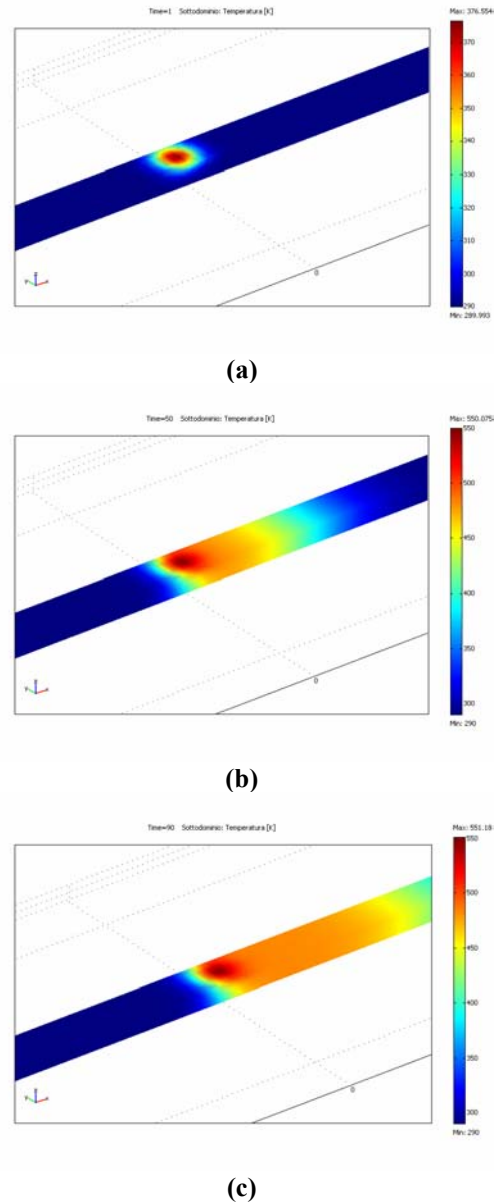 Time=1 Sottodominio: Temperatura [K]
Max: 376.554
370
360
350
340
330
320
310
300
290
Min: 289.993
0
(a)
Time=50 Sottodominio: Temperatura [K]
Max: 550.075
550
500
450
400
350
300
Min: 290
0
(b)
Time=90 Sottodominio: Temperatura [K]
Max: 551.18
550
500
450
400
350
300
Min: 290
0
(c)